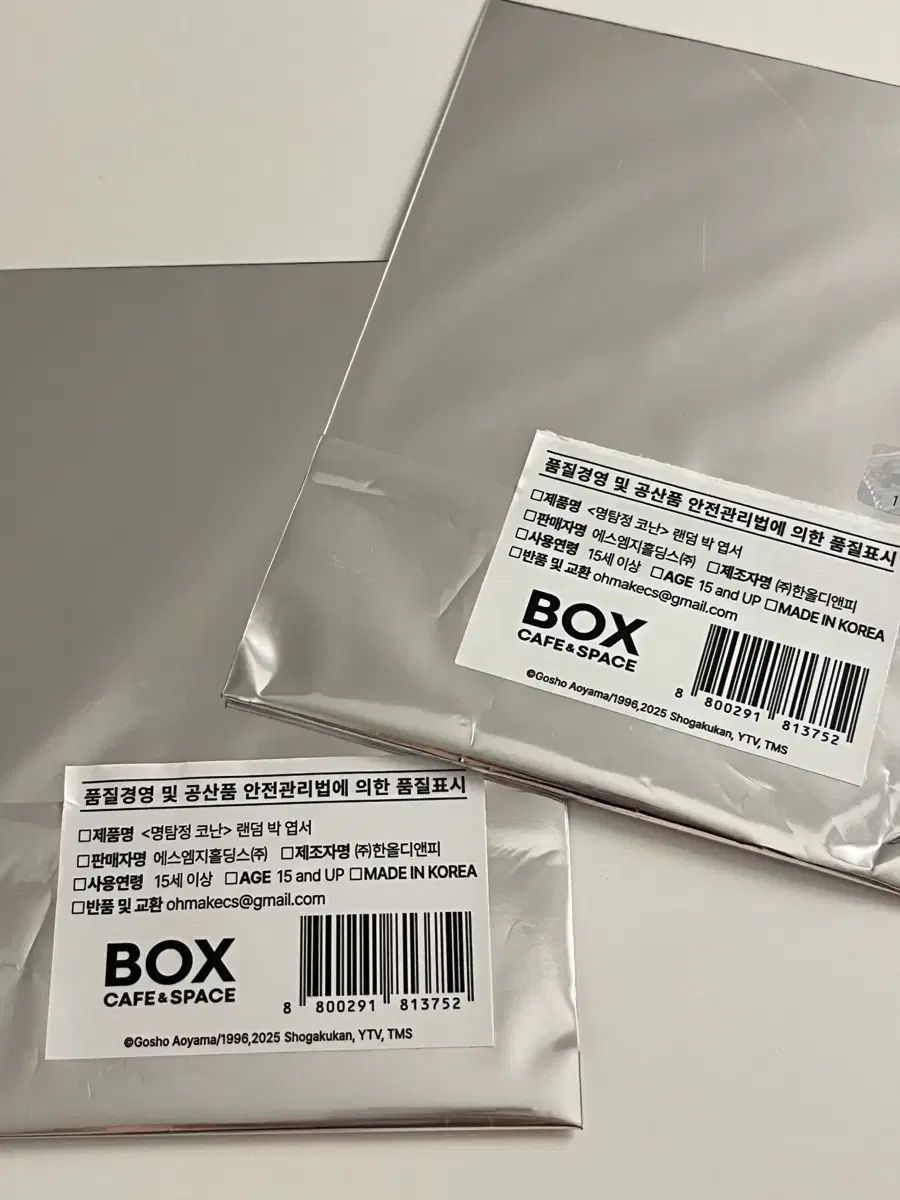 품질경영 및 공산품 안전관리법에 의한 품질표시
□제품명 <명탐정 코난> 랜덤 박 엽서
□판매자명 에스엠지홀딩스㈜ □제조자명 ㈜한올디앤피
□사용연령 15세 이상 □AGE 15 and UP □MADE IN KOREA
□반품 및 교환 ohmakecs@gmail.com
BOX
CAFE&SPACE
8 800291 813752
©Gosho Aoyama/1996,2025 Shogakukan, YTV, TMS
1
품질경영 및 공산품 안전관리법에 의한 품질표시
□제품명 <명탐정 코난> 랜덤 박 엽서
□판매자명 에스엠지홀딩스㈜ □제조자명 ㈜한올디앤피
□사용연령 15세 이상 □AGE 15 and UP □MADE IN KOREA
□반품 및 교환 ohmakecs@gmail.com
BOX
CAFE&SPACE
8 800291 813752
©Gosho Aoyama/1996,2025 Shogakukan, YTV, TMS